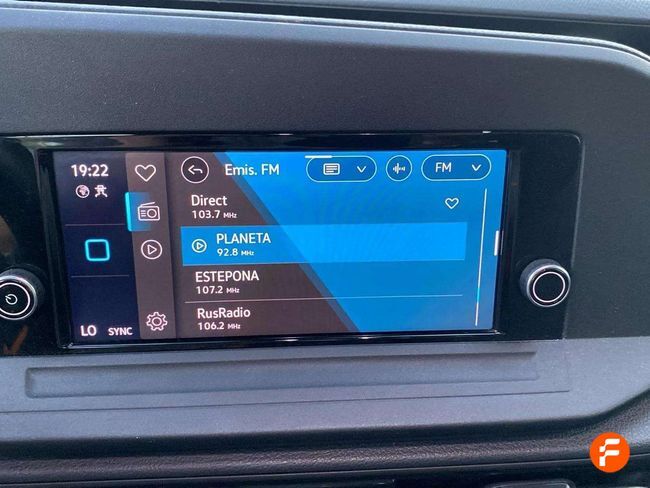 19:22
Emis. FM
FM
Direct
103.7 MHz
PLANETA
92.8 MHz
ESTEPONA
107.2 MHz
RusRadio
106.2 MHz
LO SYNC